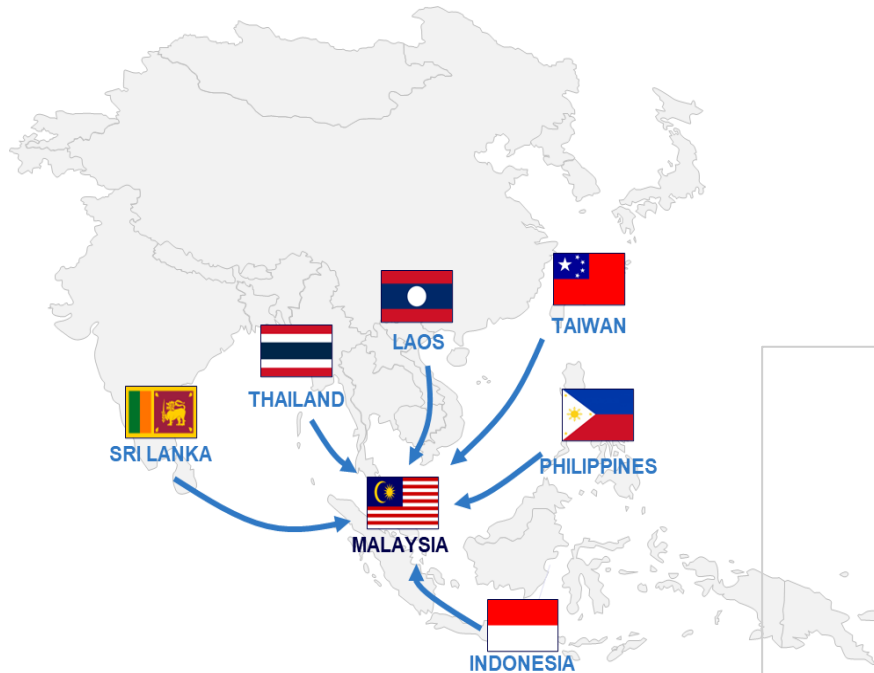 TAIWAN
LAOS
THAILAND
SRI LANKA
PHILIPPINES
MALAYSIA
INDONESIA